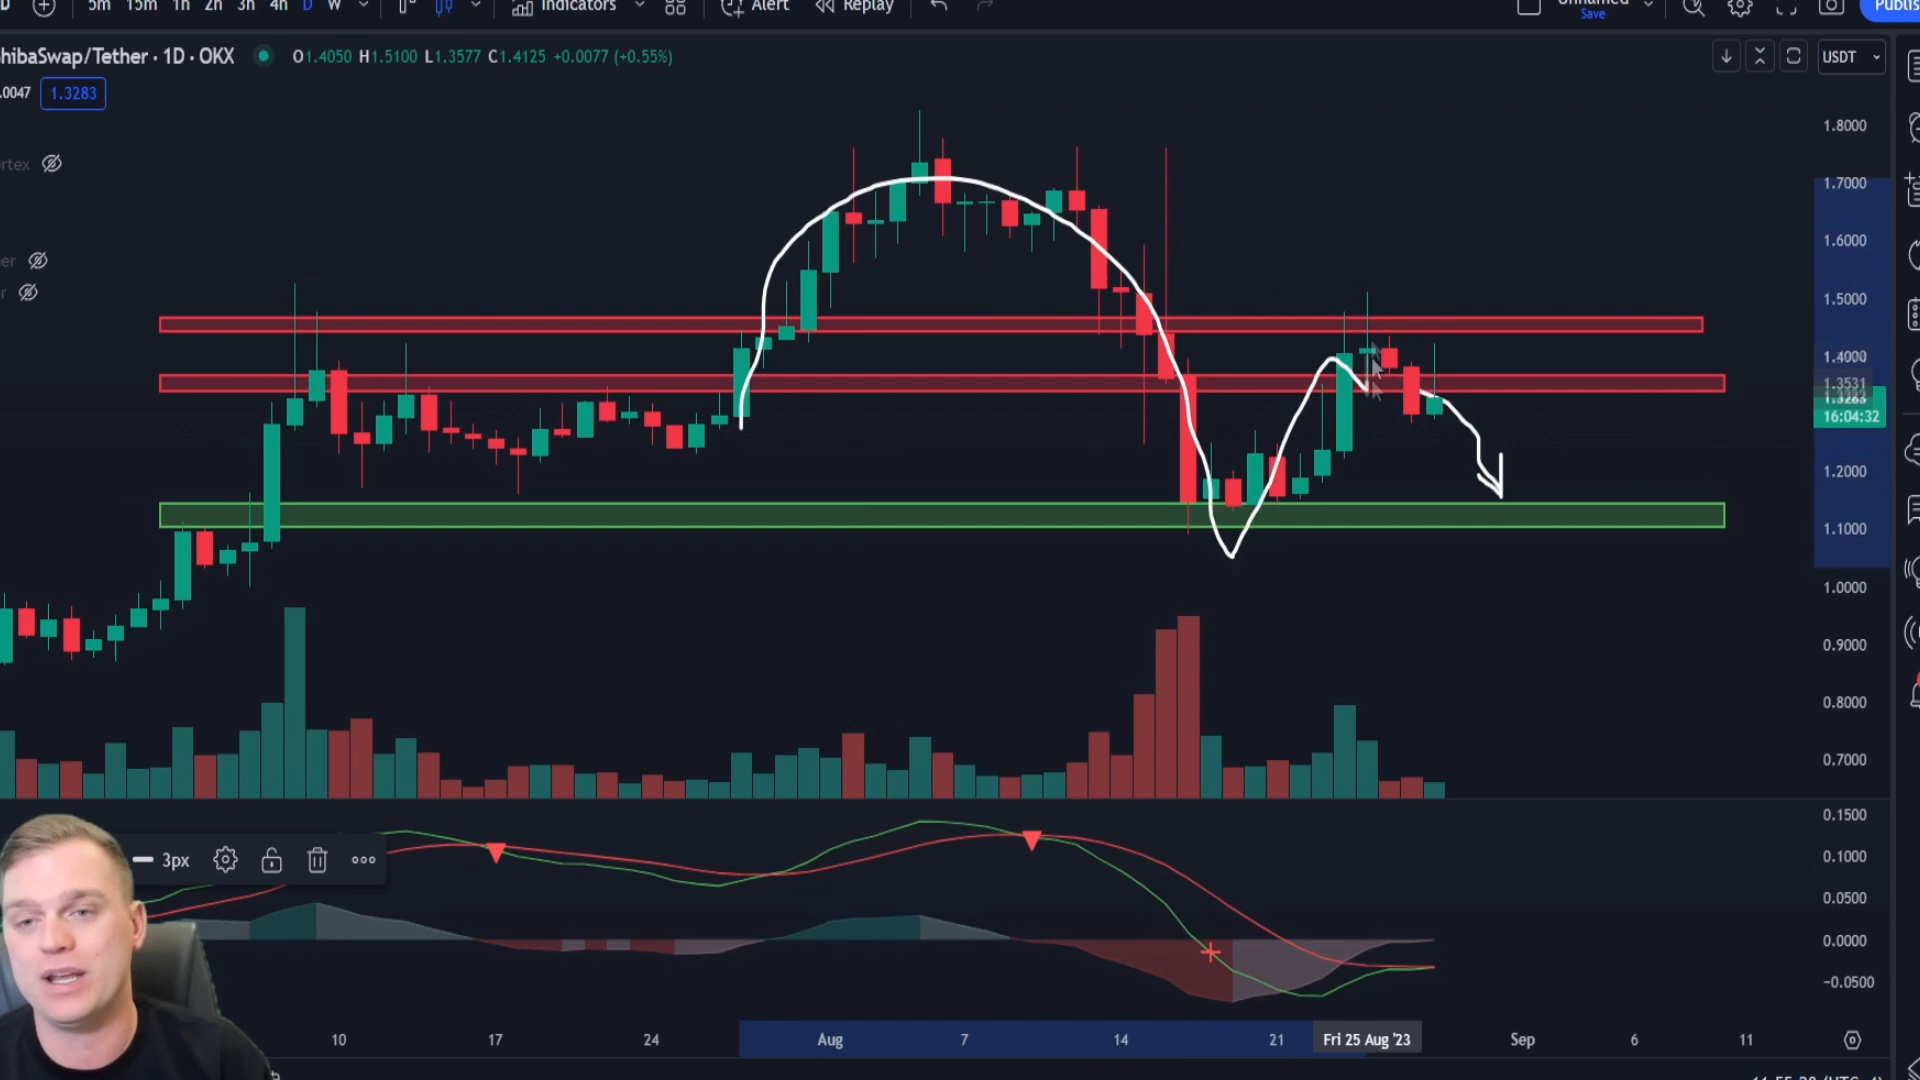 5m 15m 1h 2h 3h 4h D W Indicators Alert Replay Save Publis
hibaSwap/Tether · 1D · OKX O1.4050 H1.5100 L1.3577 C1.4125 +0.0077 (+0.55%) USDT
.0047 1.3283
rtex
er
r
1.8000
1.7000
1.6000
1.5000
1.4000
1.3531
1.3283
16:04:32
1.2000
1.1000
1.0000
0.9000
0.8000
0.7000
0.1500
0.1000
0.0500
0.0000
−0.0500
3px
10 17 24 Aug 7 14 21 Fri 25 Aug '23 Sep 6 11